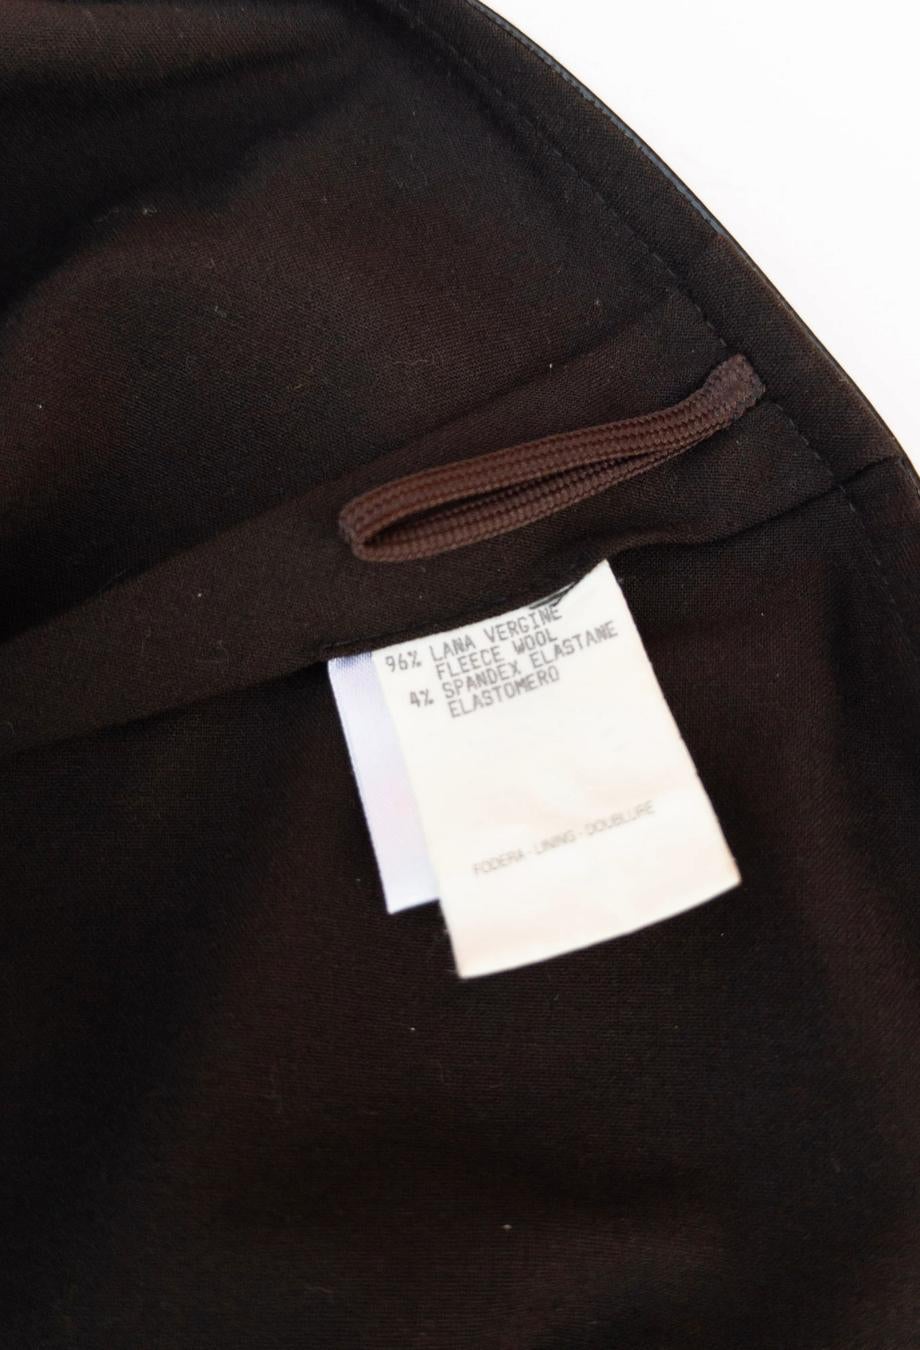 96% LANA VERGINE
FLEECE WOOL
4% SPANDEX ELASTANE
ELASTOMERO
FODERA - LINING - DOUBLURE